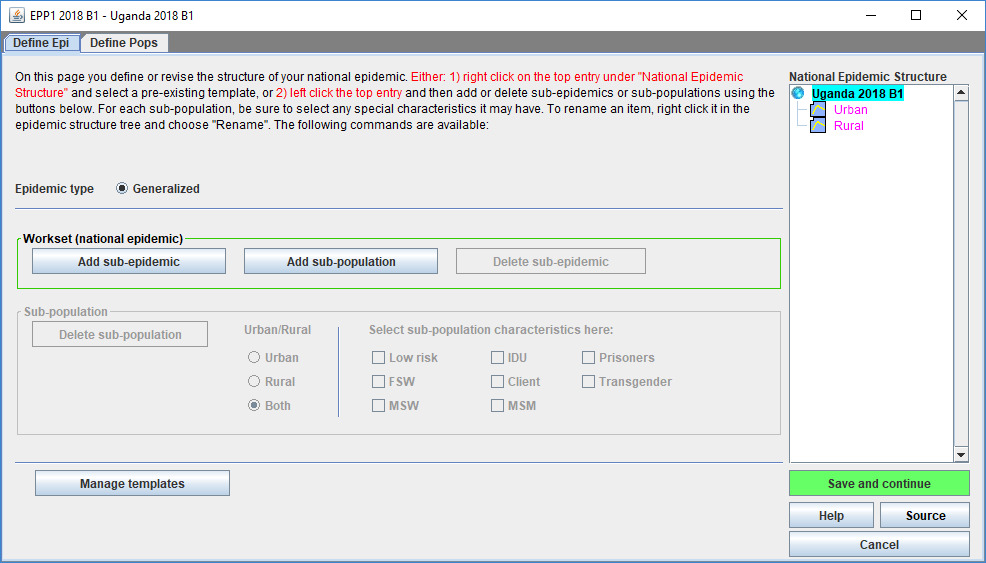 EPP1 2018 B1 - Uganda 2018 B1
Define Epi
Define Pops
On this page you define or revise the structure of your national epidemic. Either: 1) right click on the top entry under "National Epidemic
Structure" and select a pre-existing template, or 2) left click the top entry and then add or delete sub-epidemics or sub-populations using the
buttons below. For each sub-population, be sure to select any special characteristics it may have. To rename an item, right click it in the
epidemic structure tree and choose "Rename". The following commands are available:
National Epidemic Structure
Uganda 2018 B1
Urban
Rural
Epidemic type
Generalized
Workset (national epidemic)
Add sub-epidemic
Add sub-population
Delete sub-epidemic
Sub-population
Delete sub-population
Urban/Rural
Select sub-population characteristics here:
Urban
Low risk
IDU
Prisoners
Rural
FSW
Client
Transgender
Both
MSW
MSM
Manage templates
Save and continue
Help
Source
Cancel